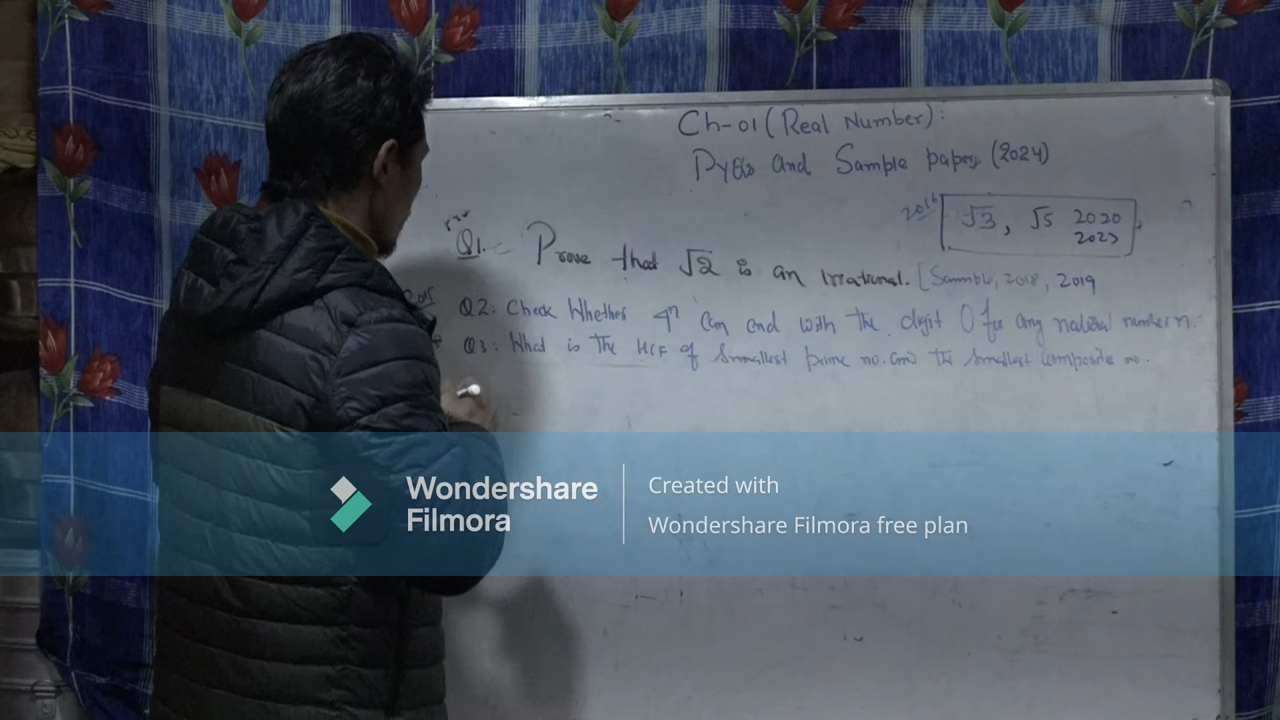 Ch-01 (Real Number):
PyQs and Sample paper (2024)
2016 √3, √5 2020
2023
Q1. Prove that √2 is an Irrational. [Sample, 2018, 2019
2015 Q2: Check Whether 4ⁿ Can end with the digit 0 for any natural number n.
Q3: What is the HCF of Smallest prime no. and the smallest Composite no.
Wondershare Filmora
Created with
Wondershare Filmora free plan